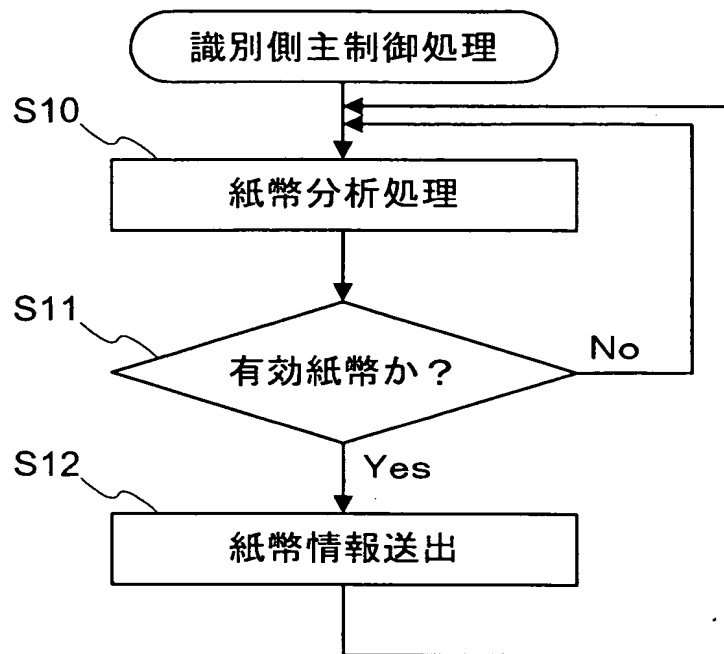 識別側主制御処理
S10
紙幣分析処理
S11
有効紙幣か？
No
Yes
S12
紙幣情報送出